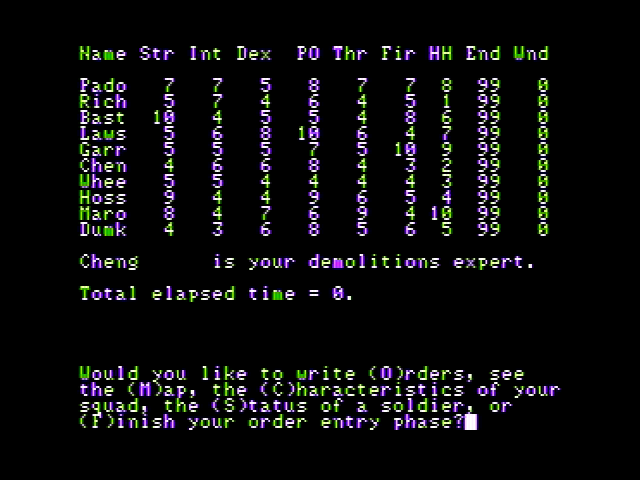 Name Str Int Dex PO Thr Fir HH End Wnd
Pado 7 7 5 8 7 7 8 99 0
Rich 5 7 4 6 4 5 1 99 0
Bast 10 4 5 5 4 8 6 99 0
Laws 5 6 8 10 6 4 7 99 0
Garr 5 5 5 7 5 10 9 99 0
Chen 4 6 6 8 4 3 2 99 0
Whee 5 5 4 4 4 4 3 99 0
Hoss 9 4 4 9 6 5 4 99 0
Maro 8 4 7 6 9 4 10 99 0
Dumk 4 3 6 8 5 6 5 99 0
Cheng is your demolitions expert.
Total elapsed time = 0.
Would you like to write (O)rders, see
the (M)ap, the (C)haracteristics of your
squad, the (S)tatus of a soldier, or
(F)inish your order entry phase?